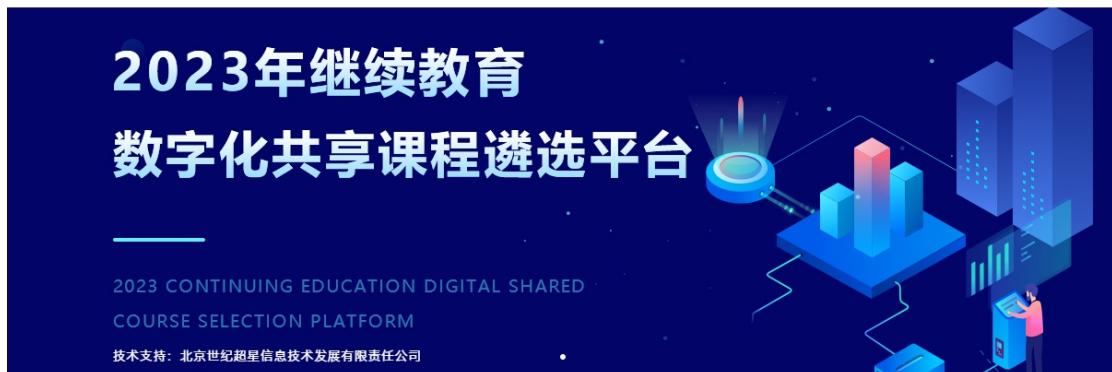 2023年继续教育
数字化共享课程遴选平台
2023 CONTINUING EDUCATION DIGITAL SHARED
COURSE SELECTION PLATFORM
技术支持：北京世纪超星信息技术发展有限责任公司